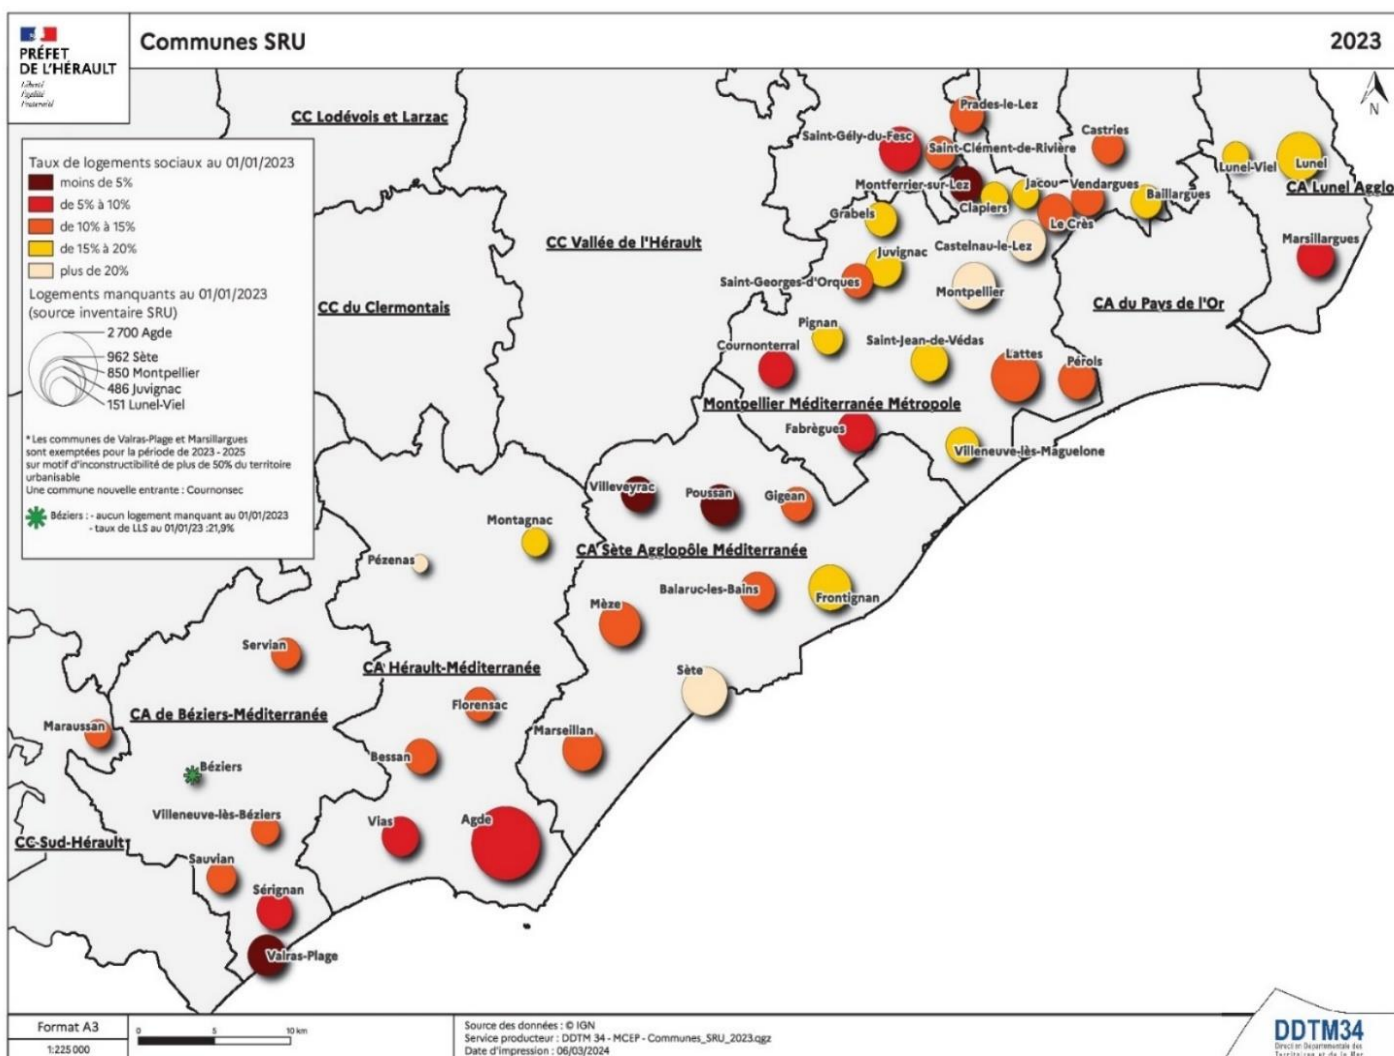 PRÉFET
DE L'HÉRAULT
Liberté
Égalité
Fraternité
Communes SRU
2023
N
CC Lodévois et Larzac
Taux de logements sociaux au 01/01/2023
moins de 5%
de 5% à 10%
de 10% à 15%
de 15% à 20%
plus de 20%
Logements manquants au 01/01/2023
(source inventaire SRU)
2 700 Agde
962 Sète
850 Montpellier
486 Juvignac
151 Lunel-Viel
* Les communes de Valras-Plage et Marsillargues
sont exemptées pour la période de 2023 - 2025
sur motif d'inconstructibilité de plus de 50% du territoire
urbanisable
Une commune nouvelle entrante : Cournonsec
Béziers : - aucun logement manquant au 01/01/2023
- taux de LLS au 01/01/23 :21,9%
Prades-le-Lez
Castries
Saint-Gély-du-Fesc
Saint-Clément-de-Rivière
Lunel-Viel
Lunel
Montferrier-sur-Lez
Jacou
Vendargues
Baillargues
CA Lunel Agglo
Clapiers
Grabels
Le Crès
CC Vallée de l'Hérault
Castelnau-le-Lez
Marsillargues
Juvignac
Saint-Georges-d'Orques
Montpellier
CC du Clermontais
CA du Pays de l'Or
Pignan
Saint-Jean-de-Védas
Cournonterral
Lattes
Pérols
Montpellier Méditerranée Métropole
Fabrègues
Villeneuve-lès-Maguelone
Villeveyrac
Poussan
Gigean
Montagnac
CA Sète Agglopôle Méditerranée
Pézenas
Balaruc-les-Bains
Frontignan
Mèze
Servian
CA Hérault-Méditerranée
Sète
Florensac
CA de Béziers-Méditerranée
Maraussan
Marseillan
Bessan
Béziers
Villeneuve-lès-Béziers
Vias
Agde
CC Sud-Hérault
Sauvian
Sérignan
Valras-Plage
Format A3
1:225 000
0 5 10 km
Source des données : © IGN
Service producteur : DDTM 34 - MCEP - Communes_SRU_2023.qgz
Date d'impression : 06/03/2024
DDTM34
Direction Départementale des
Territoires et de la Mer